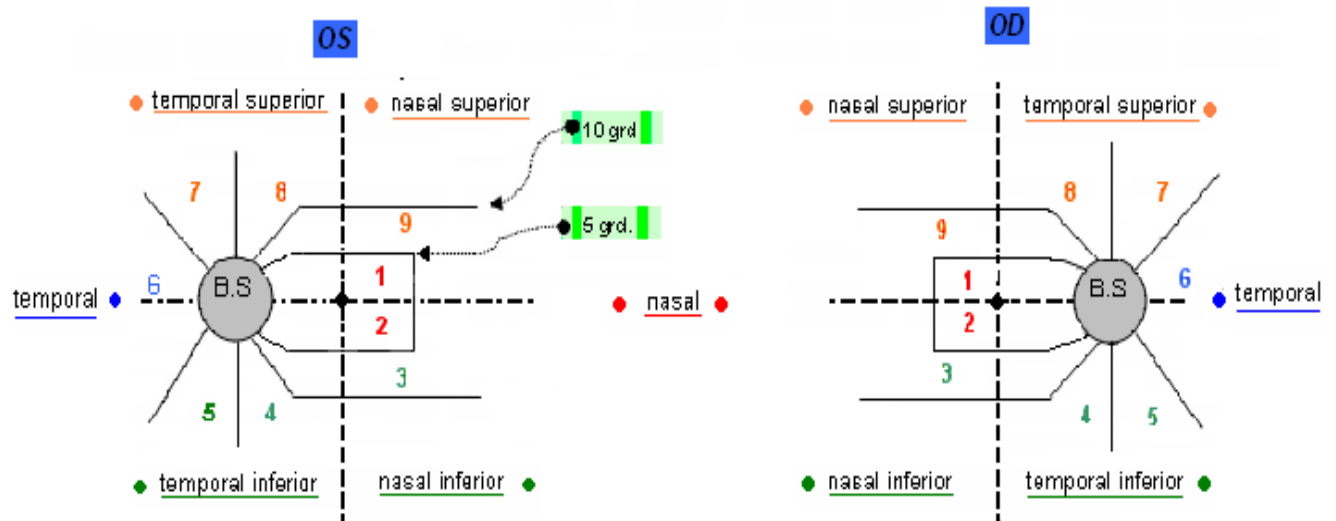 OS
OD
temporal superior
nasal superior
nasal superior
temporal superior
10 grd
7
8
8
7
9
5 grd.
9
1
1
6
B.S
B.S
6
temporal
nasal
temporal
2
2
3
3
5
4
4
5
temporal inferior
nasal inferior
nasal inferior
temporal inferior